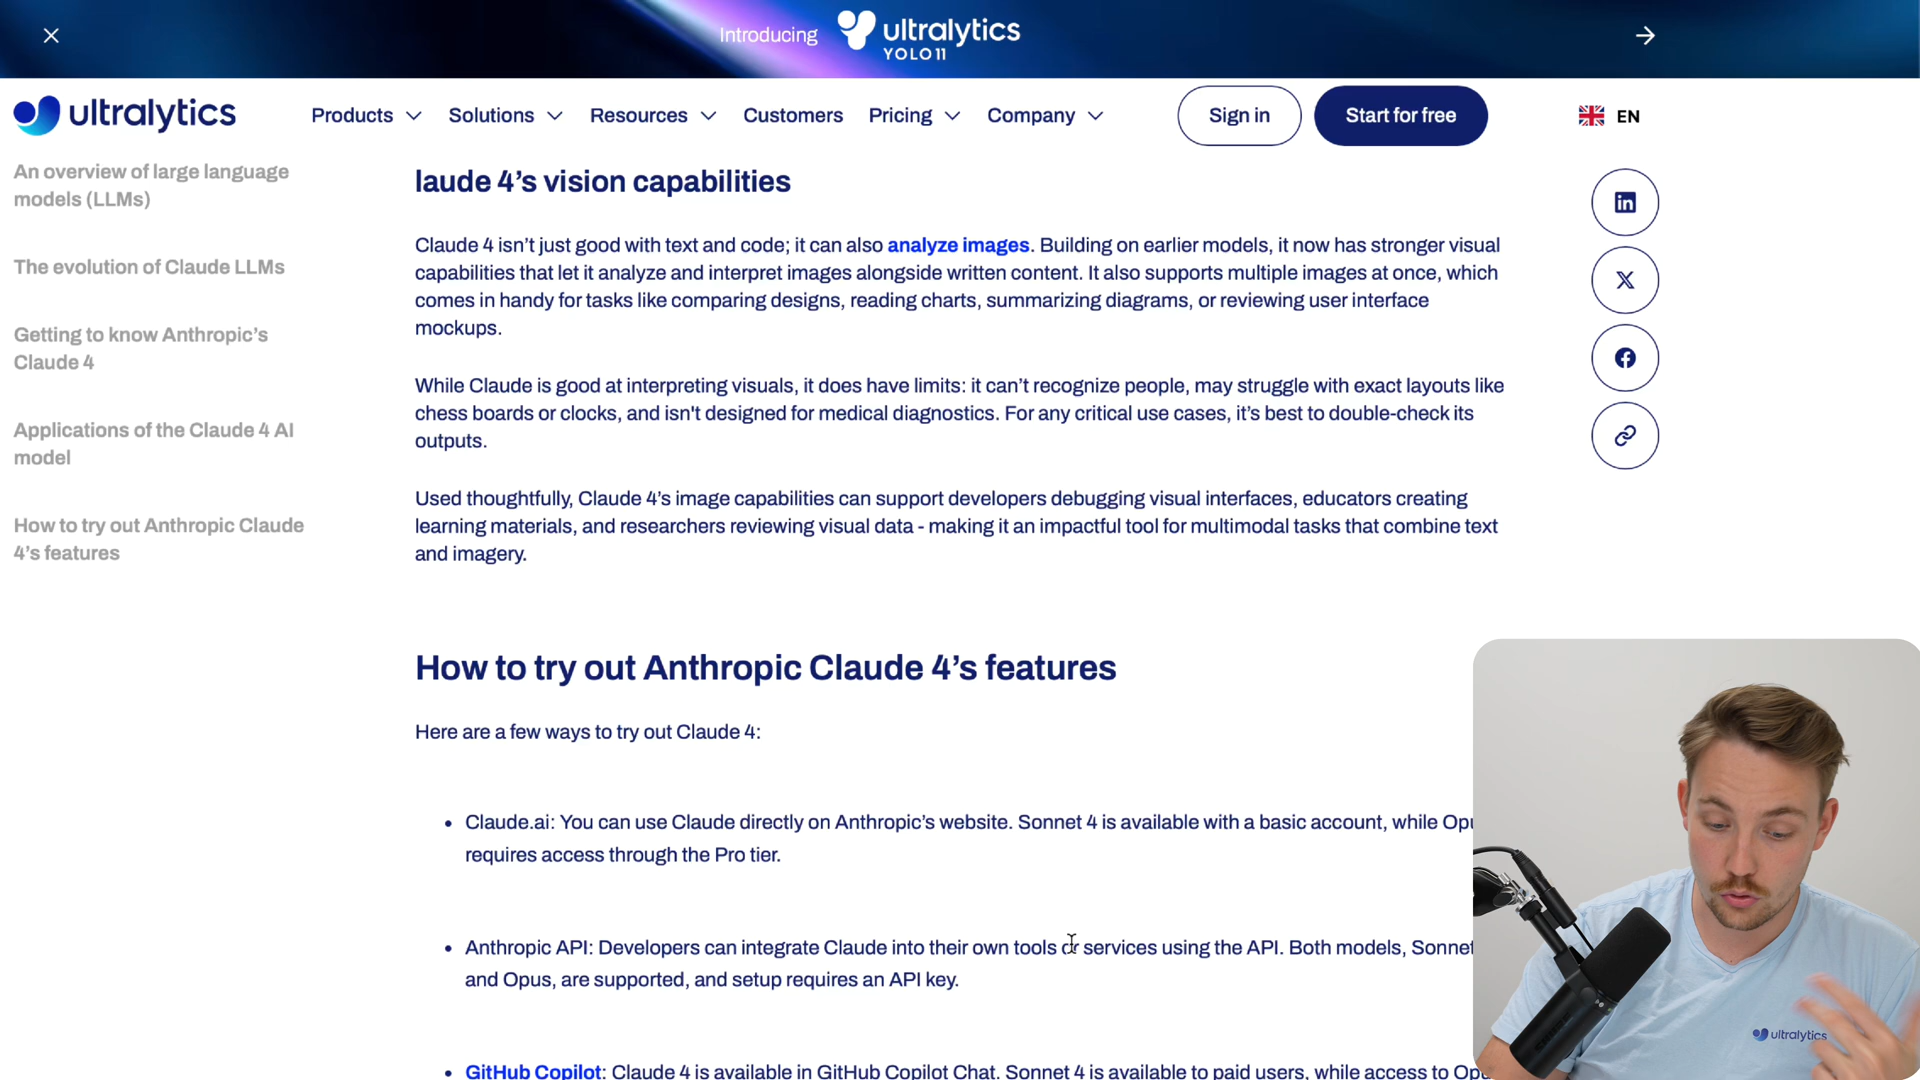 Introducing
ultralytics
YOLO11
ultralytics
Products
Solutions
Resources
Customers
Pricing
Company
Sign in
Start for free
EN
An overview of large language
models (LLMs)
The evolution of Claude LLMs
Getting to know Anthropic’s
Claude 4
Applications of the Claude 4 AI
model
How to try out Anthropic Claude
4’s features
laude 4’s vision capabilities
Claude 4 isn’t just good with text and code; it can also analyze images. Building on earlier models, it now has stronger visual
capabilities that let it analyze and interpret images alongside written content. It also supports multiple images at once, which
comes in handy for tasks like comparing designs, reading charts, summarizing diagrams, or reviewing user interface
mockups.
While Claude is good at interpreting visuals, it does have limits: it can’t recognize people, may struggle with exact layouts like
chess boards or clocks, and isn't designed for medical diagnostics. For any critical use cases, it’s best to double-check its
outputs.
Used thoughtfully, Claude 4’s image capabilities can support developers debugging visual interfaces, educators creating
learning materials, and researchers reviewing visual data - making it an impactful tool for multimodal tasks that combine text
and imagery.
How to try out Anthropic Claude 4’s features
Here are a few ways to try out Claude 4:
• Claude.ai: You can use Claude directly on Anthropic’s website. Sonnet 4 is available with a basic account, while Opu
requires access through the Pro tier.
• Anthropic API: Developers can integrate Claude into their own tools or services using the API. Both models, Sonnet
and Opus, are supported, and setup requires an API key.
• GitHub Copilot: Claude 4 is available in GitHub Copilot Chat. Sonnet 4 is available to paid users, while access to Opu
ultralytics